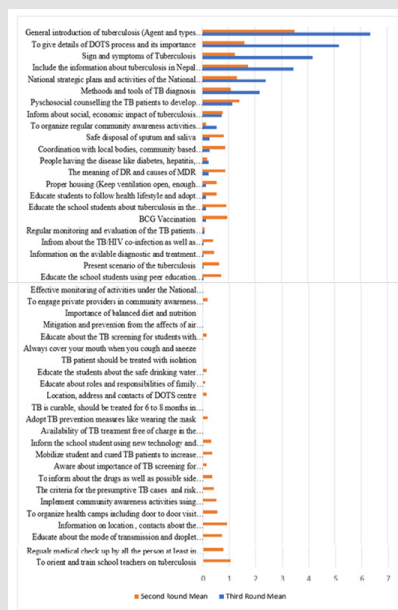 General introduction of tuberculosis (Agent and types...
To give details of DOTS process and its importance
Sign and symptoms of Tuberculosis
Include the information about tuberculosis in Nepal
National strategic plans and activities of the National...
Methods and tools of TB diagnosis
Pyschosocial counselling the TB patients to develop...
Inform about social, economic impact of tuberculosis...
To organize regular community awareness activities
Safe disposal of sputum and saliva
Coordination with local bodies, community based...
People having the disease like diabetes, hepatitis,...
The meaning of DR and causes of MDR
Proper housing (Keep ventilation open, enough...
Educate students to follow health lifestyle and adopt...
Educate the school students about tuberculosis in the...
BCG Vaccination
Regular monitoring and evaluation of the TB patients...
Infrom about the TB/HIV co-infection as well as...
Information on the avilable diagnostic and treatment...
Present scenario of the tuberculosis
Educate the school students using peer education...
Effective monitoring of activities under the National...
To engage private providers in community awareness...
Importance of balanced diet and nutrition
Mitigation and prevention from the affects of air...
Educate about the TB screening for students with...
Always cover your mouth when you cough and sneeze
TB patient should be treated with isolation
Educate the students about the safe drinking water...
Educate about roles and responsibilities of family...
Location, address and contacts of DOTS centre
TB is curable, should be treated for 6 to 8 months in...
Adopt TB prevention measures like wearing the mask
Availability of TB treament free of charge in the...
Inform the school student using new technology and...
Mobilize student and cured TB patients to increase...
Aware about importance of TB screening for...
To inform about the drugs as well as possible side...
The criteria for the presumptive TB cases and risk...
Implement community awareness activities using...
To organize health camps including door to door visit...
Information on location , contacts about the...
Educate about the mode of transmission and droplet...
Regualr medical check up by all the person at least in...
To orient and train school teachers on tuberculosis
0 1 2 3 4 5 6 7
Second Round Mean Third Round Mean